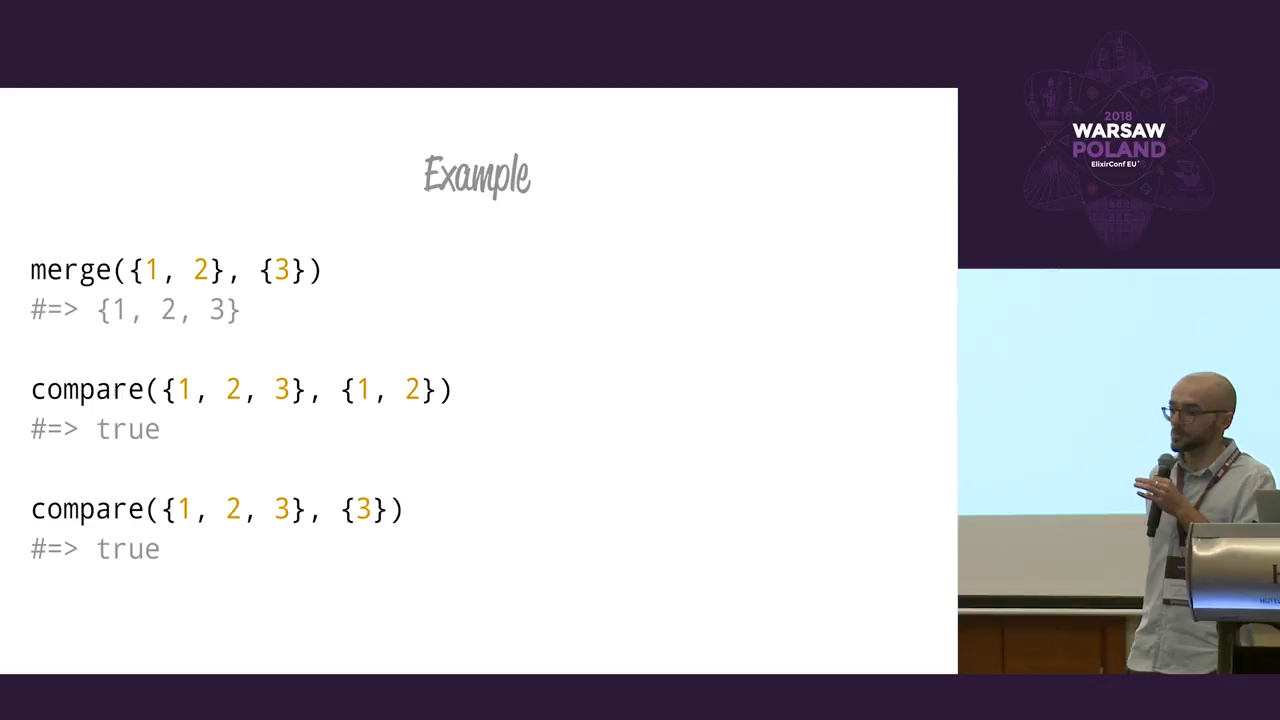 Example
merge({1, 2}, {3})
#=> {1, 2, 3}
compare({1, 2, 3}, {1, 2})
#=> true
compare({1, 2, 3}, {3})
#=> true
2018
WARSAW
POLAND
ElixirConf EU